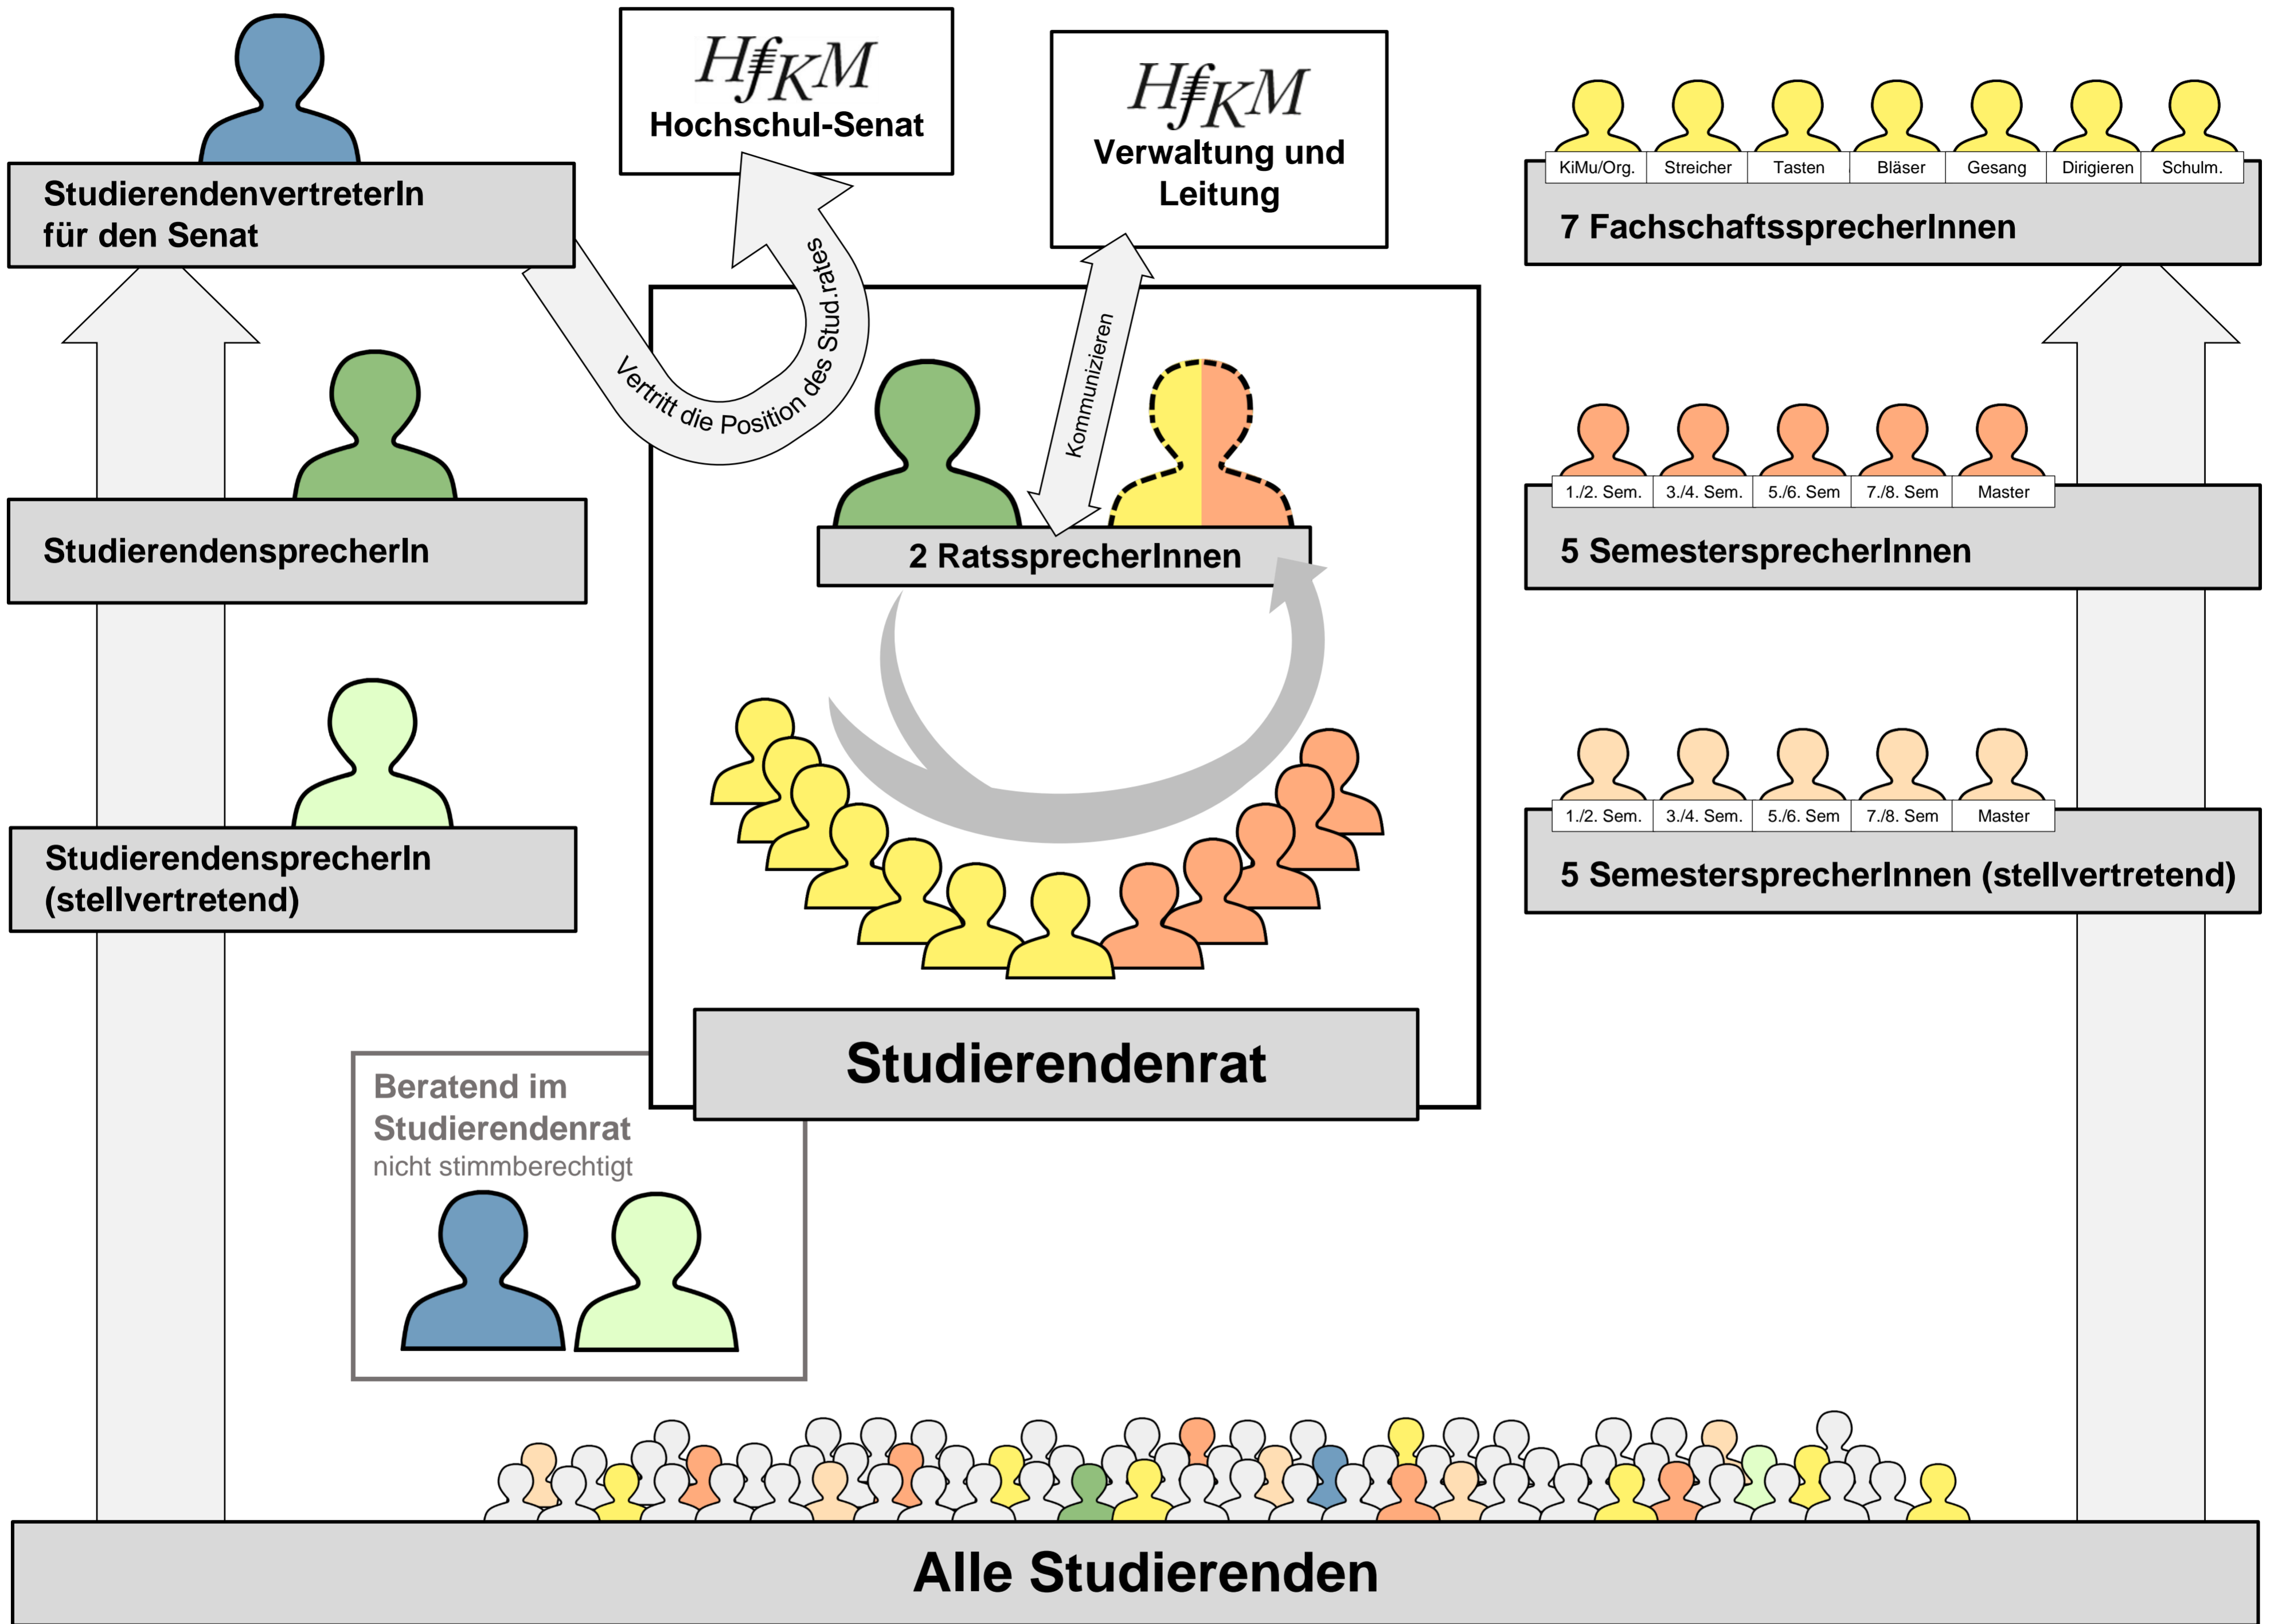 HfKM
Hochschul-Senat
HfKM
Verwaltung und
Leitung
StudierendenvertreterIn
für den Senat
KiMu/Org.
Streicher
Tasten
Bläser
Gesang
Dirigieren
Schulm.
7 FachschaftssprecherInnen
Vertritt die Position des Stud.rates
Kommunizieren
StudierendensprecherIn
2 RatssprecherInnen
1./2. Sem.
3./4. Sem.
5./6. Sem
7./8. Sem
Master
5 SemestersprecherInnen
StudierendensprecherIn
(stellvertretend)
1./2. Sem.
3./4. Sem.
5./6. Sem
7./8. Sem
Master
5 SemestersprecherInnen (stellvertretend)
Studierendenrat
Beratend im
Studierendenrat
nicht stimmberechtigt
Alle Studierenden